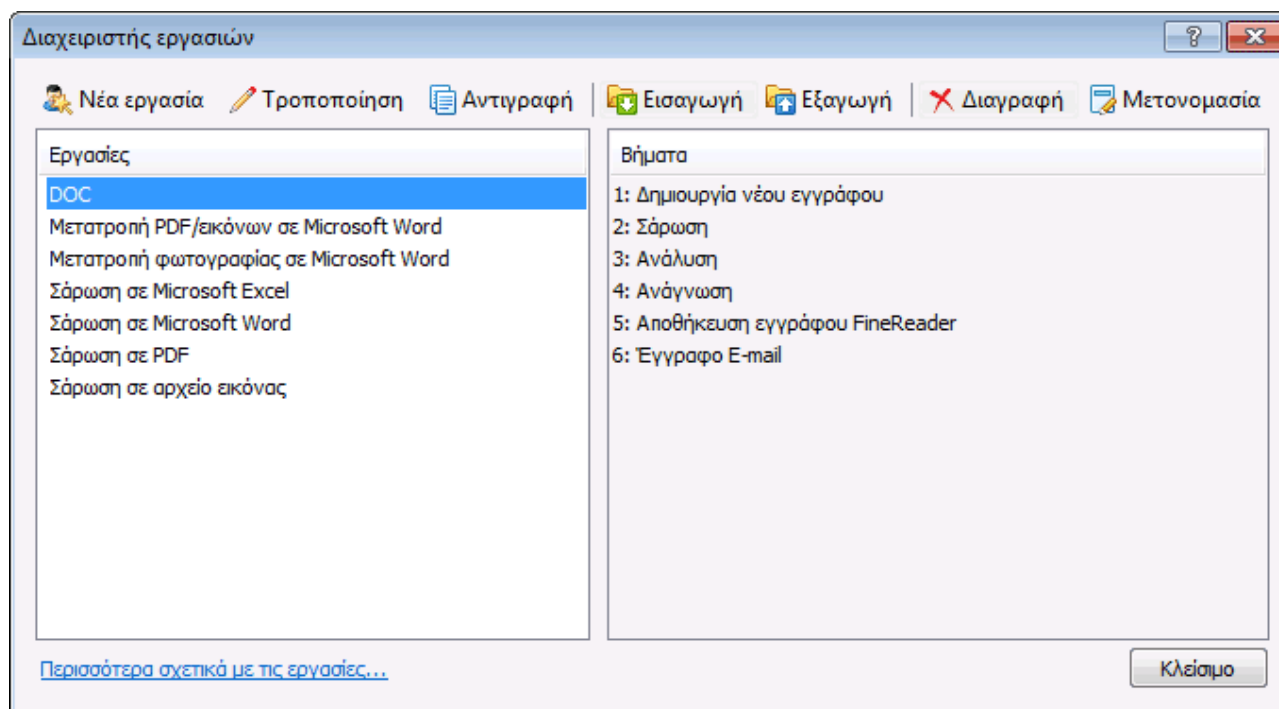 Διαχειριστής εργασιών
Νέα εργασία Τροποποίηση Αντιγραφή Εισαγωγή Εξαγωγή Διαγραφή Μετονομασία
Εργασίες
DOC
Μετατροπή PDF/εικόνων σε Microsoft Word
Μετατροπή φωτογραφίας σε Microsoft Word
Σάρωση σε Microsoft Excel
Σάρωση σε Microsoft Word
Σάρωση σε PDF
Σάρωση σε αρχείο εικόνας
Βήματα
1: Δημιουργία νέου εγγράφου
2: Σάρωση
3: Ανάλυση
4: Ανάγνωση
5: Αποθήκευση εγγράφου FineReader
6: Έγγραφο E-mail
Περισσότερα σχετικά με τις εργασίες...
Κλείσιμο